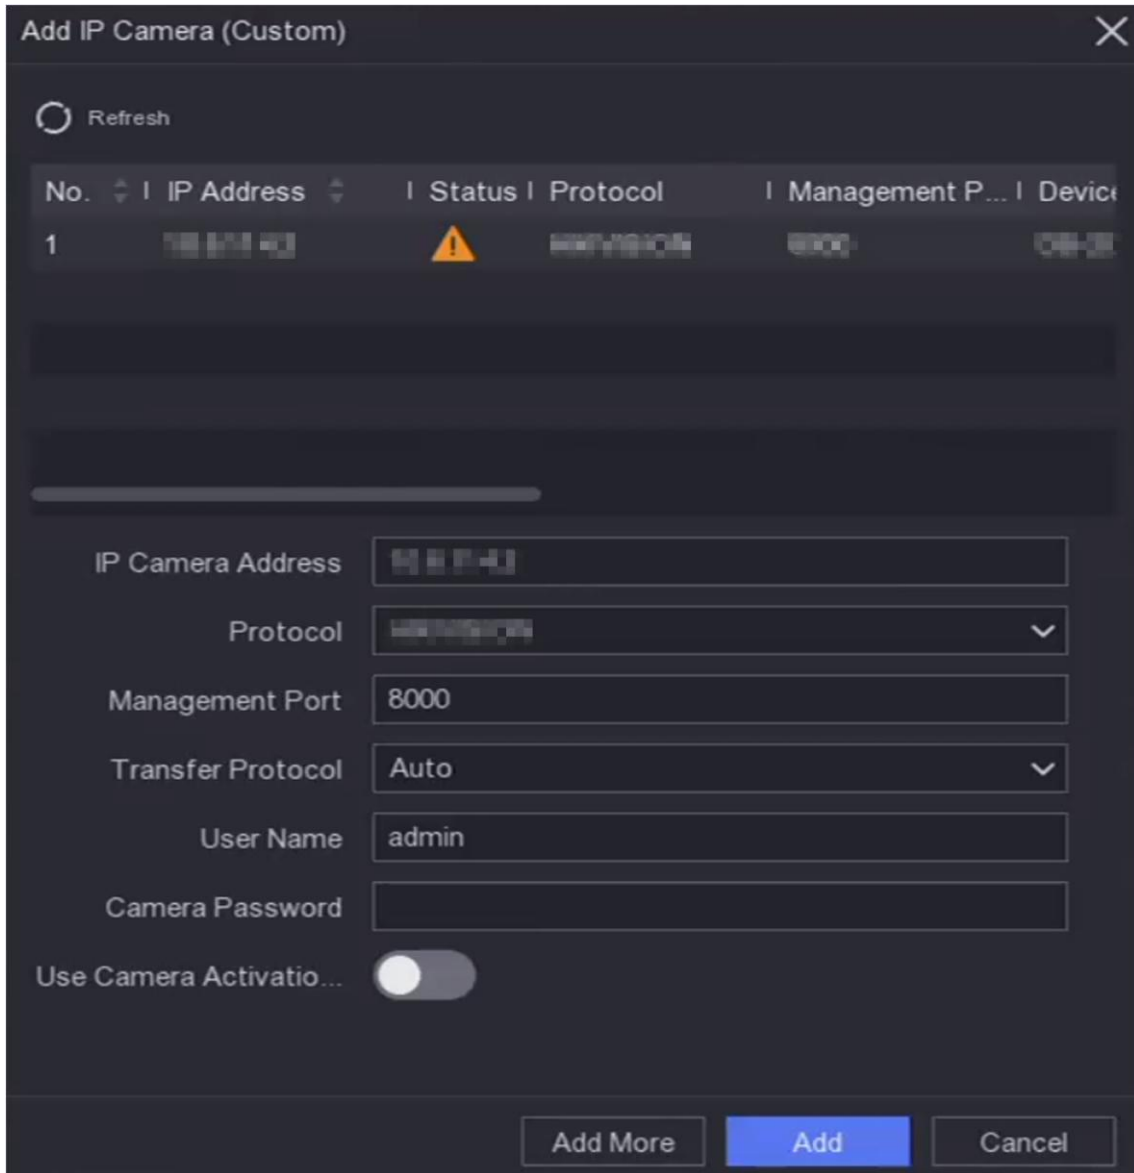 Add IP Camera (Custom)
Refresh
No. IP Address Status Protocol Management P... Device
1
IP Camera Address
Protocol
Management Port 8000
Transfer Protocol Auto
User Name admin
Camera Password
Use Camera Activatio...
Add More Add Cancel